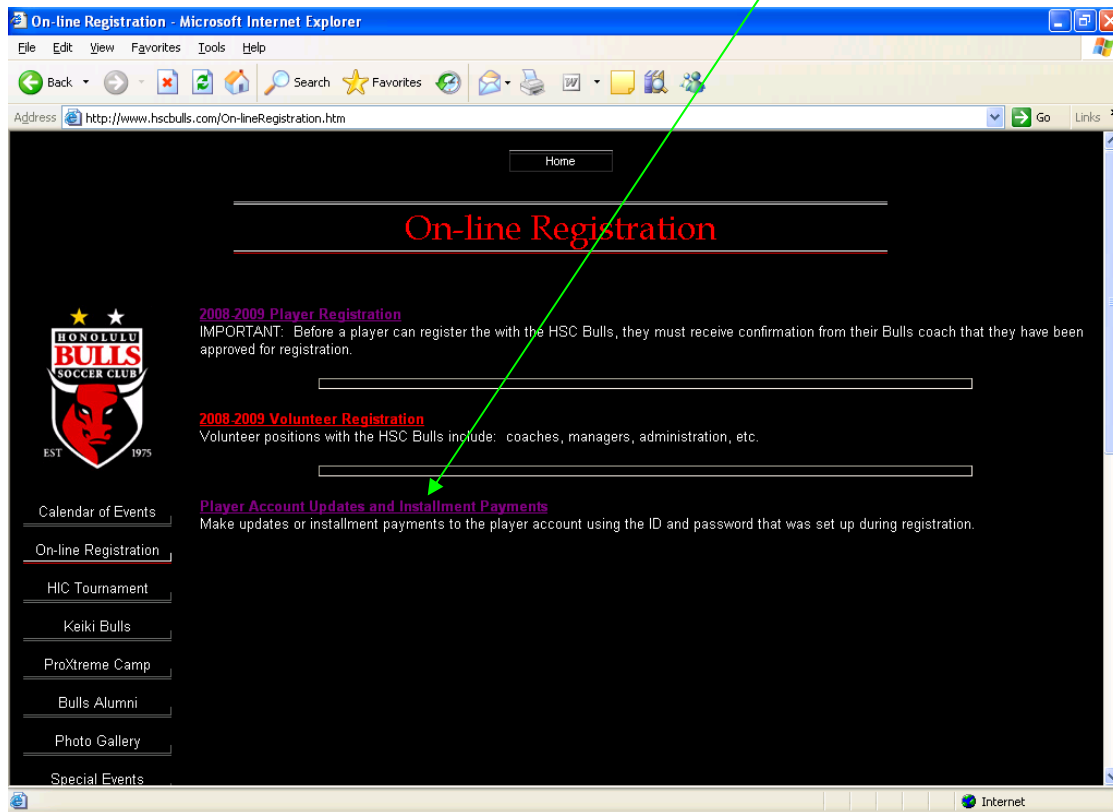 On-line Registration - Microsoft Internet Explorer
File Edit View Favorites Tools Help
Back Search Favorites
Address http://www.hscbulls.com/On-lineRegistration.htm Go Links
Home
On-line Registration
2008-2009 Player Registration
IMPORTANT: Before a player can register the with the HSC Bulls, they must receive confirmation from their Bulls coach that they have been
approved for registration.
HONOLULU
BULLS
SOCCER CLUB
EST 1975
2008-2009 Volunteer Registration
Volunteer positions with the HSC Bulls include: coaches, managers, administration, etc.
Player Account Updates and Installment Payments
Make updates or installment payments to the player account using the ID and password that was set up during registration.
Calendar of Events
On-line Registration
HIC Tournament
Keiki Bulls
ProXtreme Camp
Bulls Alumni
Photo Gallery
Special Events
Internet